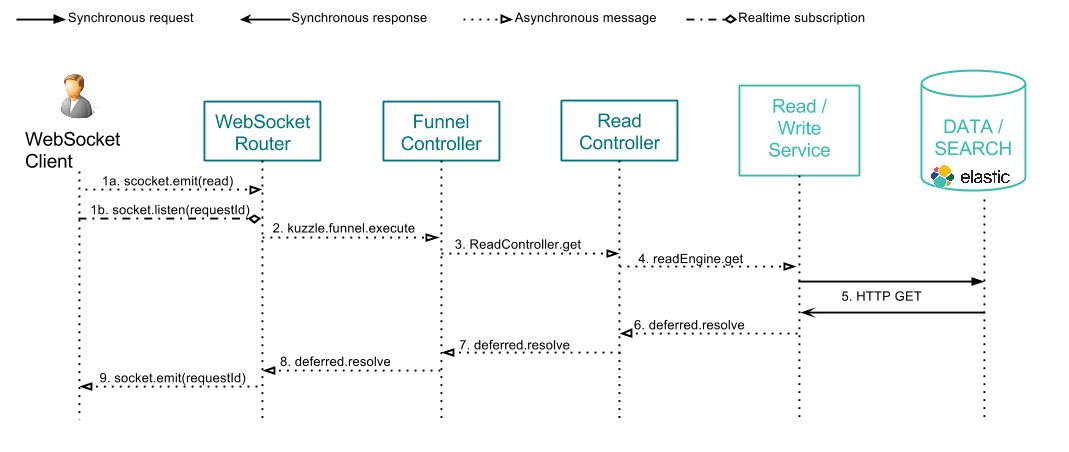 Synchronous request
Synchronous response
Asynchronous message
Realtime subscription
WebSocket
Client
WebSocket
Router
Funnel
Controller
Read
Controller
Read /
Write
Service
DATA /
SEARCH
elastic
1a. scocket.emit(read)
1b. socket.listen(requestId)
2. kuzzle.funnel.execute
3. ReadController.get
4. readEngine.get
5. HTTP GET
6. deferred.resolve
7. deferred.resolve
8. deferred.resolve
9. socket.emit(requestId)